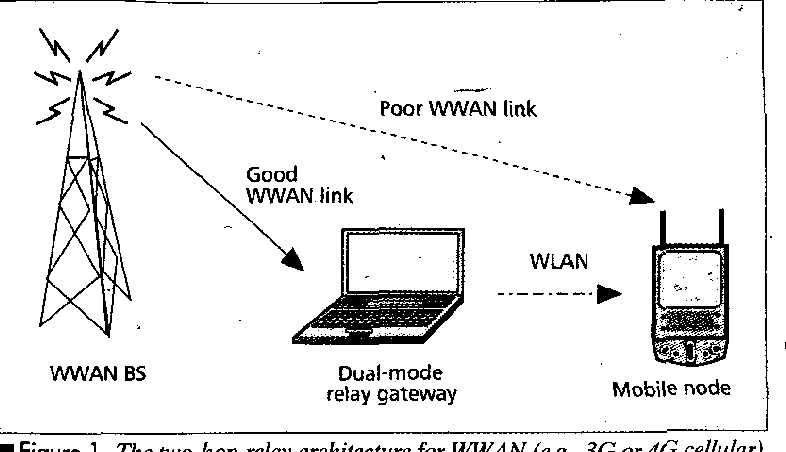 Poor WWAN link
Good
WWAN link
WLAN
WWAN BS
Dual-mode
relay gateway
Mobile node
Figure 1. The two-hop relay architecture for WWAN (e.g., 3G or 4G cellular)